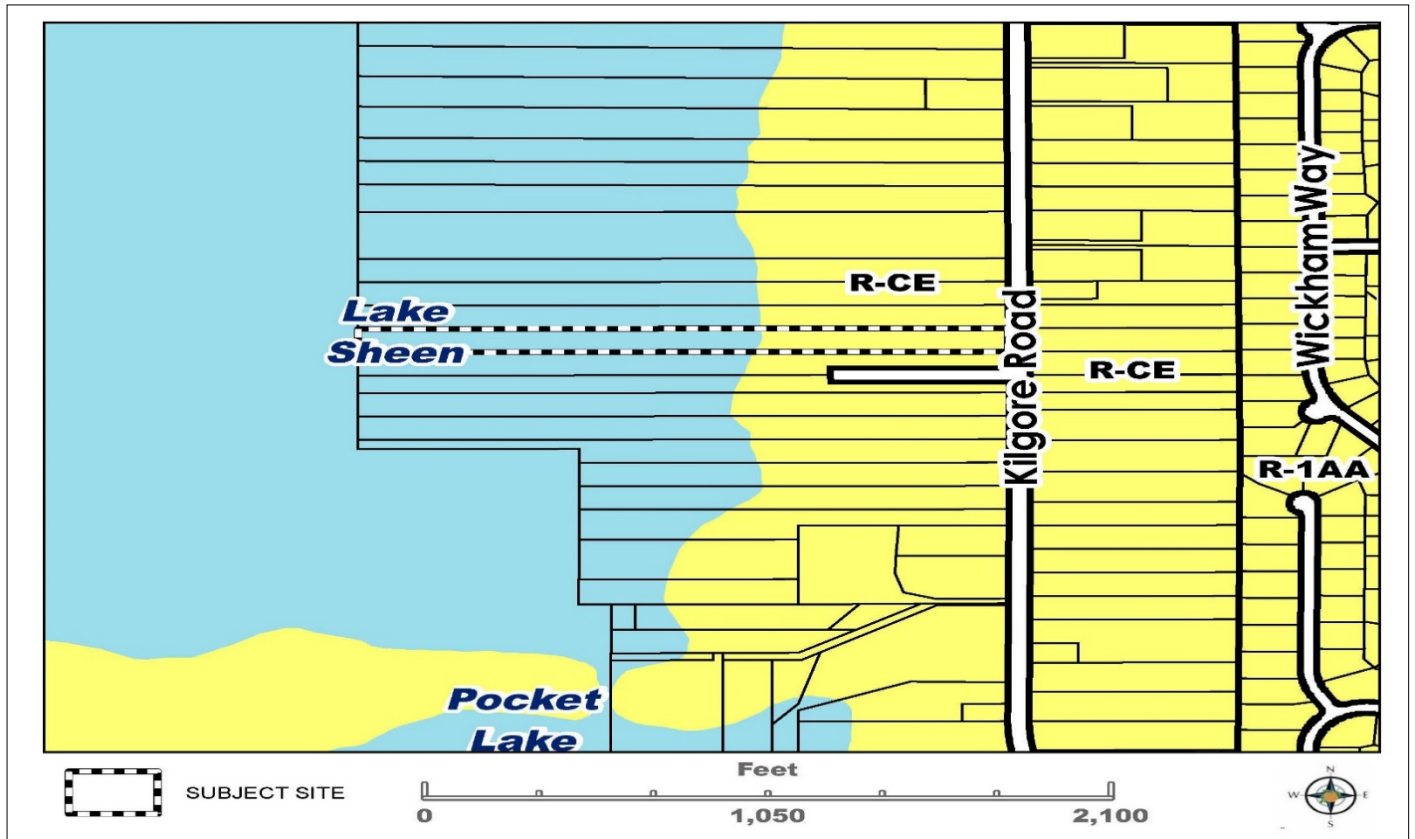 R-CE
Lake
Sheen
R-CE
Kilgore Road
Wickham Way
R-1AA
Pocket
Lake
SUBJECT SITE
Feet
0 1,050 2,100
N
W E
S